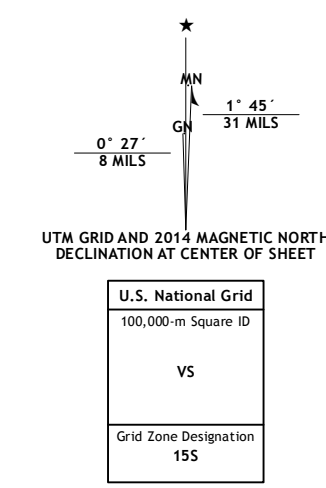 ★
MN
1° 45´
31 MILS
GN
0° 27´
8 MILS
UTM GRID AND 2014 MAGNETIC NORTH
DECLINATION AT CENTER OF SHEET
U.S. National Grid
100,000-m Square ID
VS
Grid Zone Designation
15S